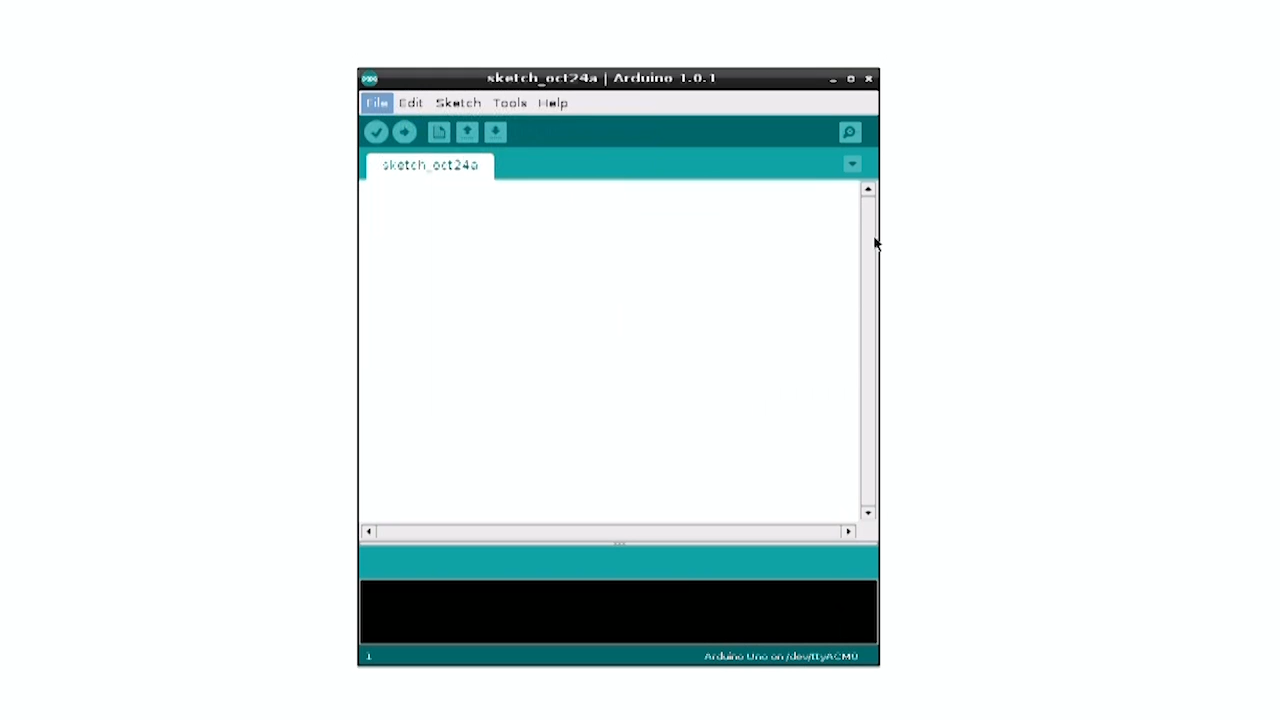 sketch_oct24a | Arduino 1.0.1
File Edit Sketch Tools Help
sketch_oct24a
1 Arduino Uno on /dev/ttyACM0